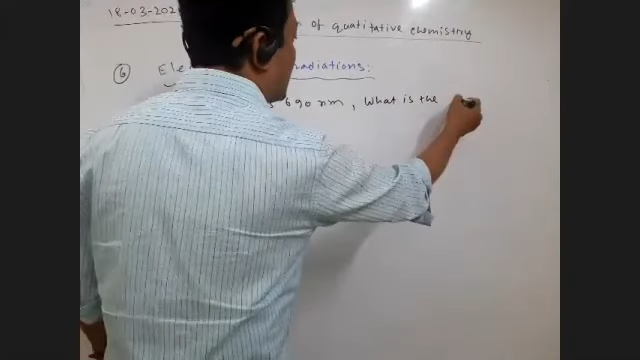 18-03-202 of quatitative chemistry
6 Ele radiations:
690 nm, What is the